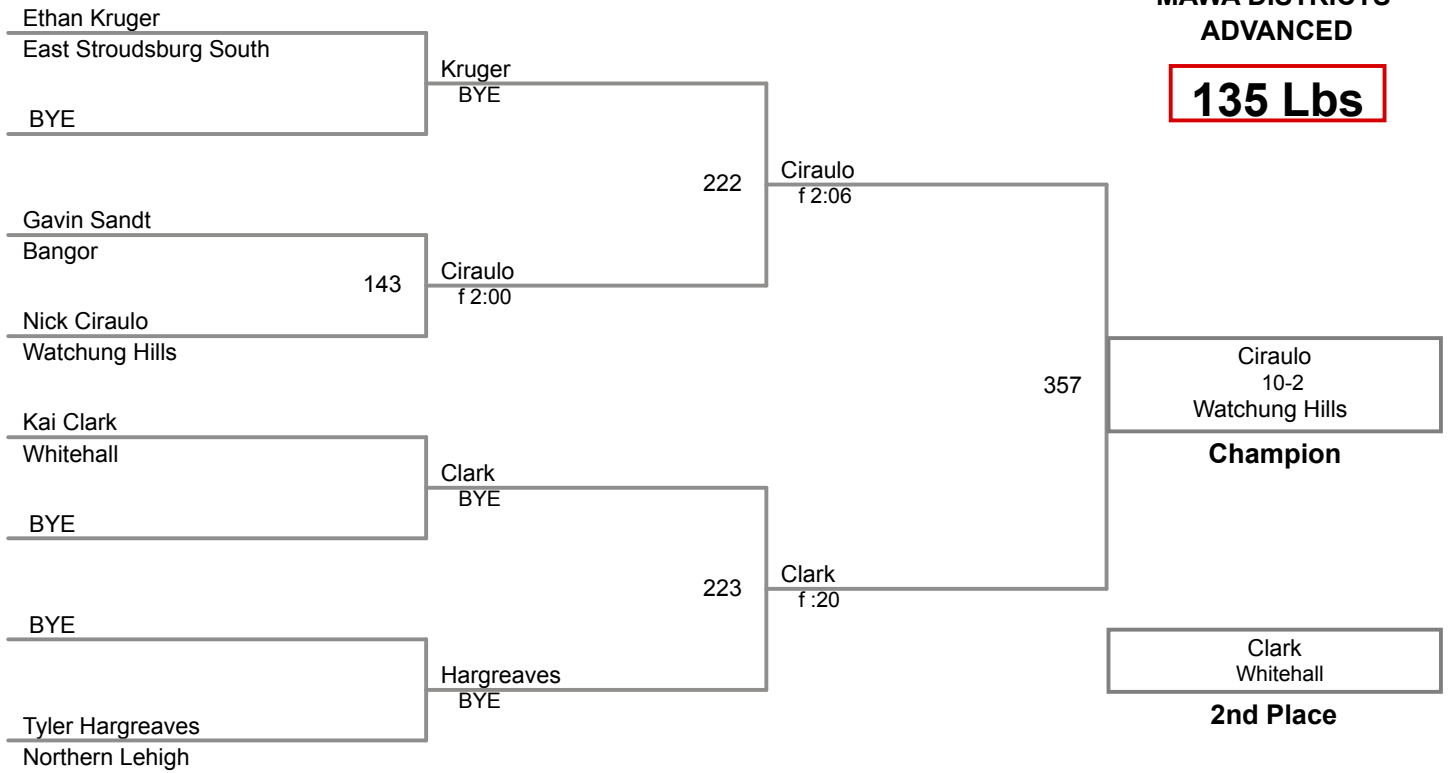 MAWA DISTRICTS
ADVANCED
135 Lbs
Ethan Kruger
East Stroudsburg South
BYE
Kruger
BYE
Gavin Sandt
Bangor
143
Nick Ciraulo
Watchung Hills
Ciraulo
f 2:00
222
Ciraulo
f 2:06
Kai Clark
Whitehall
BYE
Clark
BYE
BYE
Tyler Hargreaves
Northern Lehigh
Hargreaves
BYE
223
Clark
f :20
357
Ciraulo
10-2
Watchung Hills
Champion
Clark
Whitehall
2nd Place